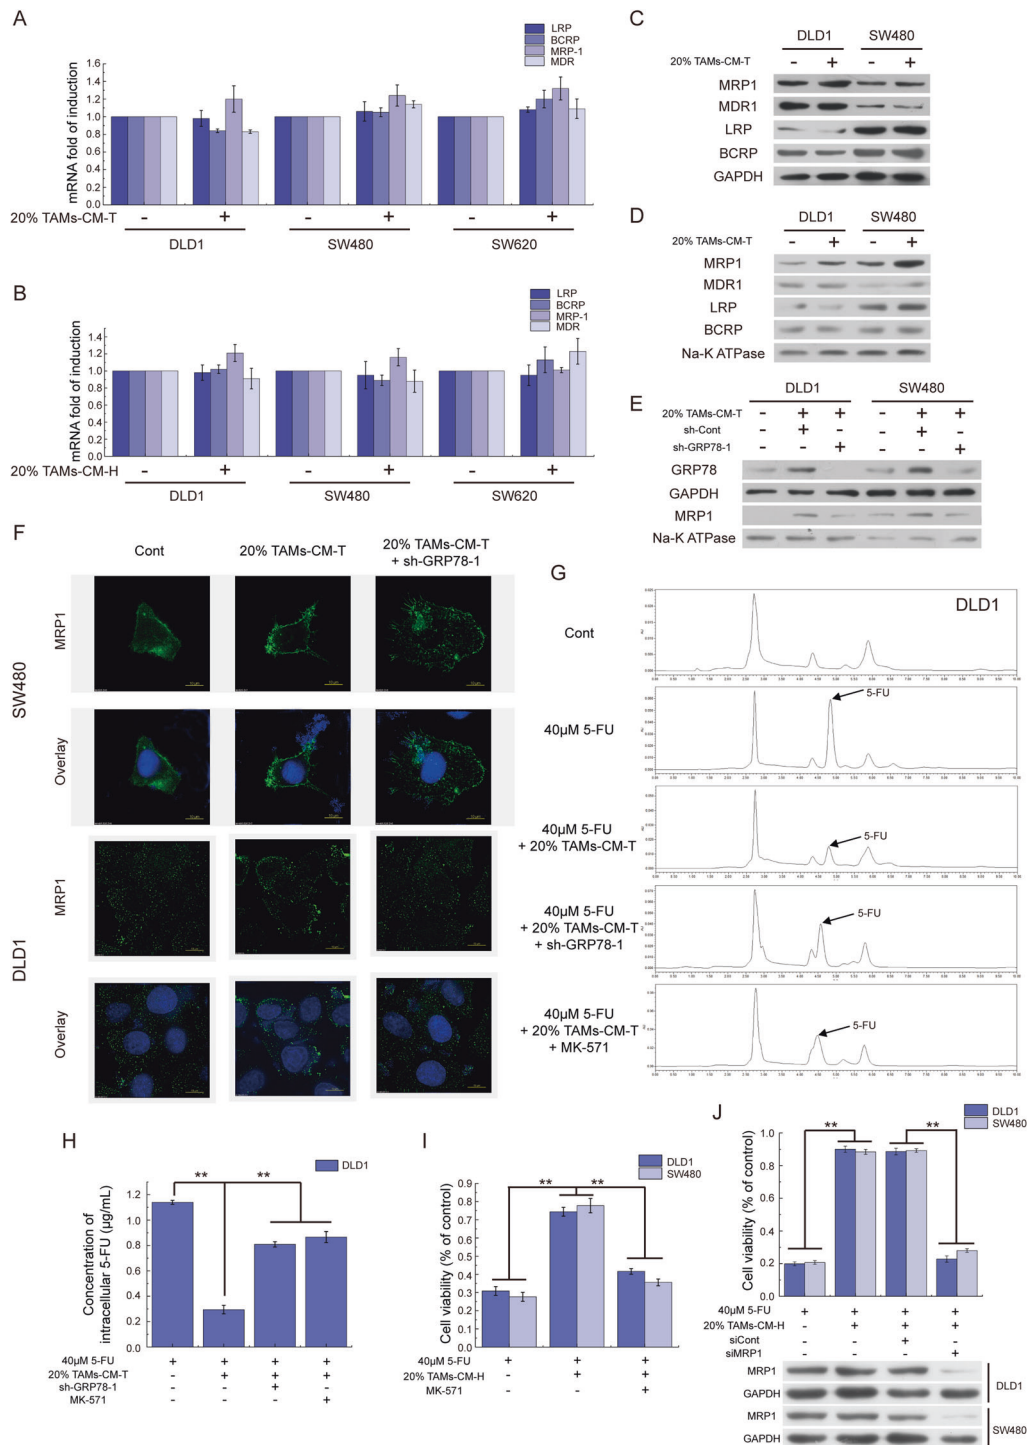 A
LRP
BCRP
MRP-1
MDR
mRNA fold of induction
1.6
1.4
1.2
1.0
0.8
0.6
0.4
0.2
0.0
20% TAMs-CM-T
- + - + - +
DLD1 SW480 SW620
B
LRP
BCRP
MRP-1
MDR
mRNA fold of induction
1.4
1.2
1.0
0.8
0.6
0.4
0.2
0.0
20% TAMs-CM-H
- + - + - +
DLD1 SW480 SW620
C
DLD1 SW480
20% TAMs-CM-T - + - +
MRP1
MDR1
LRP
BCRP
GAPDH
D
DLD1 SW480
20% TAMs-CM-T - + - +
MRP1
MDR1
LRP
BCRP
Na-K ATPase
E
DLD1 SW480
20% TAMs-CM-T - + + - + +
sh-Cont - + - - + -
sh-GRP78-1 - - + - - +
GRP78
GAPDH
MRP1
Na-K ATPase
F
Cont
20% TAMs-CM-T
20% TAMs-CM-T
+ sh-GRP78-1
SW480
MRP1
Overlay
DLD1
MRP1
Overlay
G
DLD1
Cont
40μM 5-FU
5-FU
40μM 5-FU
+ 20% TAMs-CM-T
5-FU
40μM 5-FU
+ 20% TAMs-CM-T
+ sh-GRP78-1
5-FU
40μM 5-FU
+ 20% TAMs-CM-T
+ MK-571
5-FU
H
DLD1
** **
Concentration of
intracellular 5-FU (μg/mL)
1.2
1.0
0.8
0.6
0.4
0.2
0.0
40μM 5-FU + + + +
20% TAMs-CM-T - + + +
sh-GRP78-1 - - + -
MK-571 - - - +
I
DLD1
SW480
** **
Cell viability (% of control)
0.9
0.8
0.7
0.6
0.5
0.4
0.3
0.2
0.1
0.0
40μM 5-FU + + +
20% TAMs-CM-H - + +
MK-571 - - +
J
DLD1
SW480
** **
Cell viability (% of control)
1.0
0.8
0.6
0.4
0.2
0.0
40μM 5-FU + + + +
20% TAMs-CM-H - + + +
siCont - - + -
siMRP1 - - - +
MRP1
GAPDH
DLD1
MRP1
GAPDH
SW480